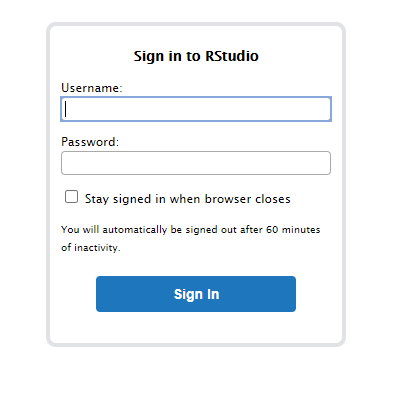 Sign in to RStudio
Username:
Password:
Stay signed in when browser closes
You will automatically be signed out after 60 minutes
of inactivity.
Sign In